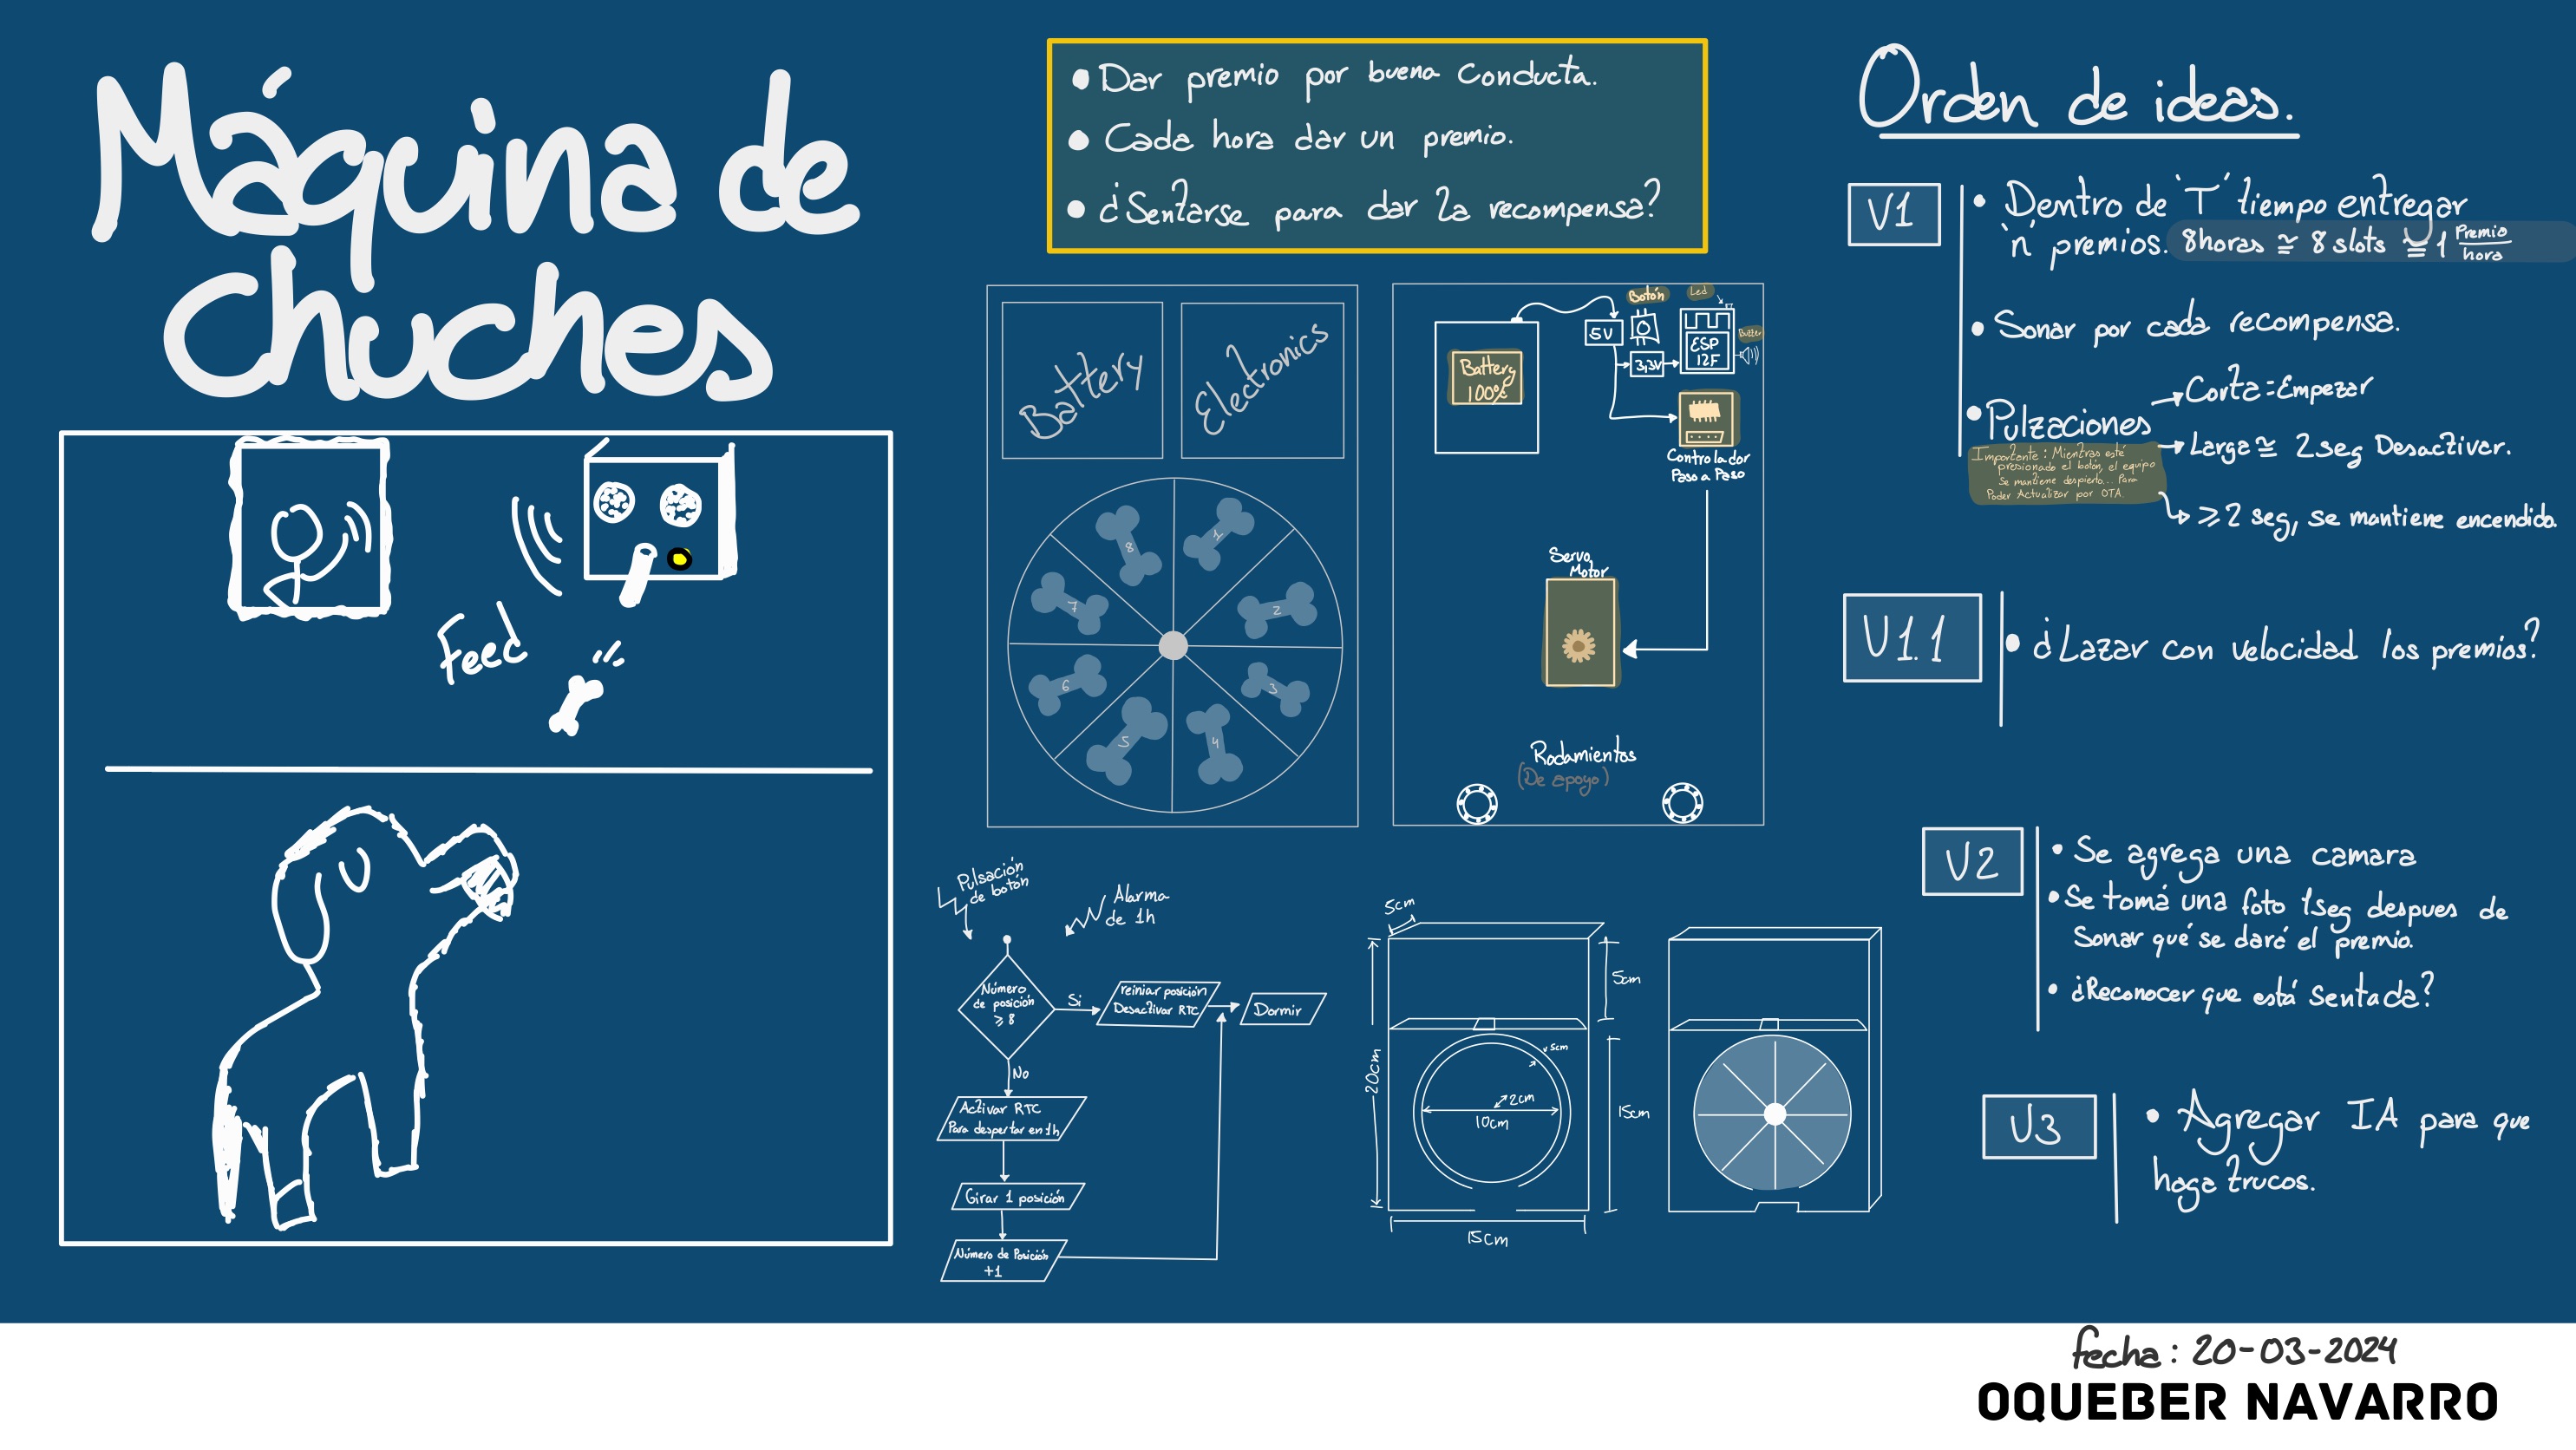 Máquina de
Chuches
Feed
• Dar premio por buena Conducta.
• Cada hora dar un premio.
• ¿Sentarse para dar la recompensa?
Battery
Electronics
1
2
3
4
5
6
7
8
Botón
Led
5V
ESP
12F
3,3V
Buzzer
Battery
100%
Controlador
Paso a Paso
Servo
Motor
Rodamientos
(De apoyo)
Pulsación
de botón
Alarma
de 1h
Número
de posición
≥ 8
Si
reiniar posición
Desactivar RTC
Dormir
No
Activar RTC
Para despertar en 1h
Girar 1 posición
Número de Posición
+1
5cm
5cm
20cm
.5cm
2cm
10cm
15cm
15cm
Orden de ideas.
V1
• Dentro de 'T' tiempo entregar
'n' premios. 8horas ≅ 8 slots ≅ 1 Premio/hora
• Sonar por cada recompensa.
• Pulzaciones
→ Corta = Empezar
→ Larga ≅ 2seg Desactivar.
→ ≥ 2 seg, se mantiene encendido.
Importante: Mientras esté
presionado el botón, el equipo
Se mantiene despierto... Para
Poder Actualizar por OTA.
V1.1
• ¿Lazar con velocidad los premios?
V2
• Se agrega una camara
• Se tomá una foto 1seg despues de
Sonar qué se dará el premio.
• ¿Reconocer que está Sentada?
V3
• Agregar IA para que
haga trucos.
fecha: 20-03-2024
OQUEBER NAVARRO